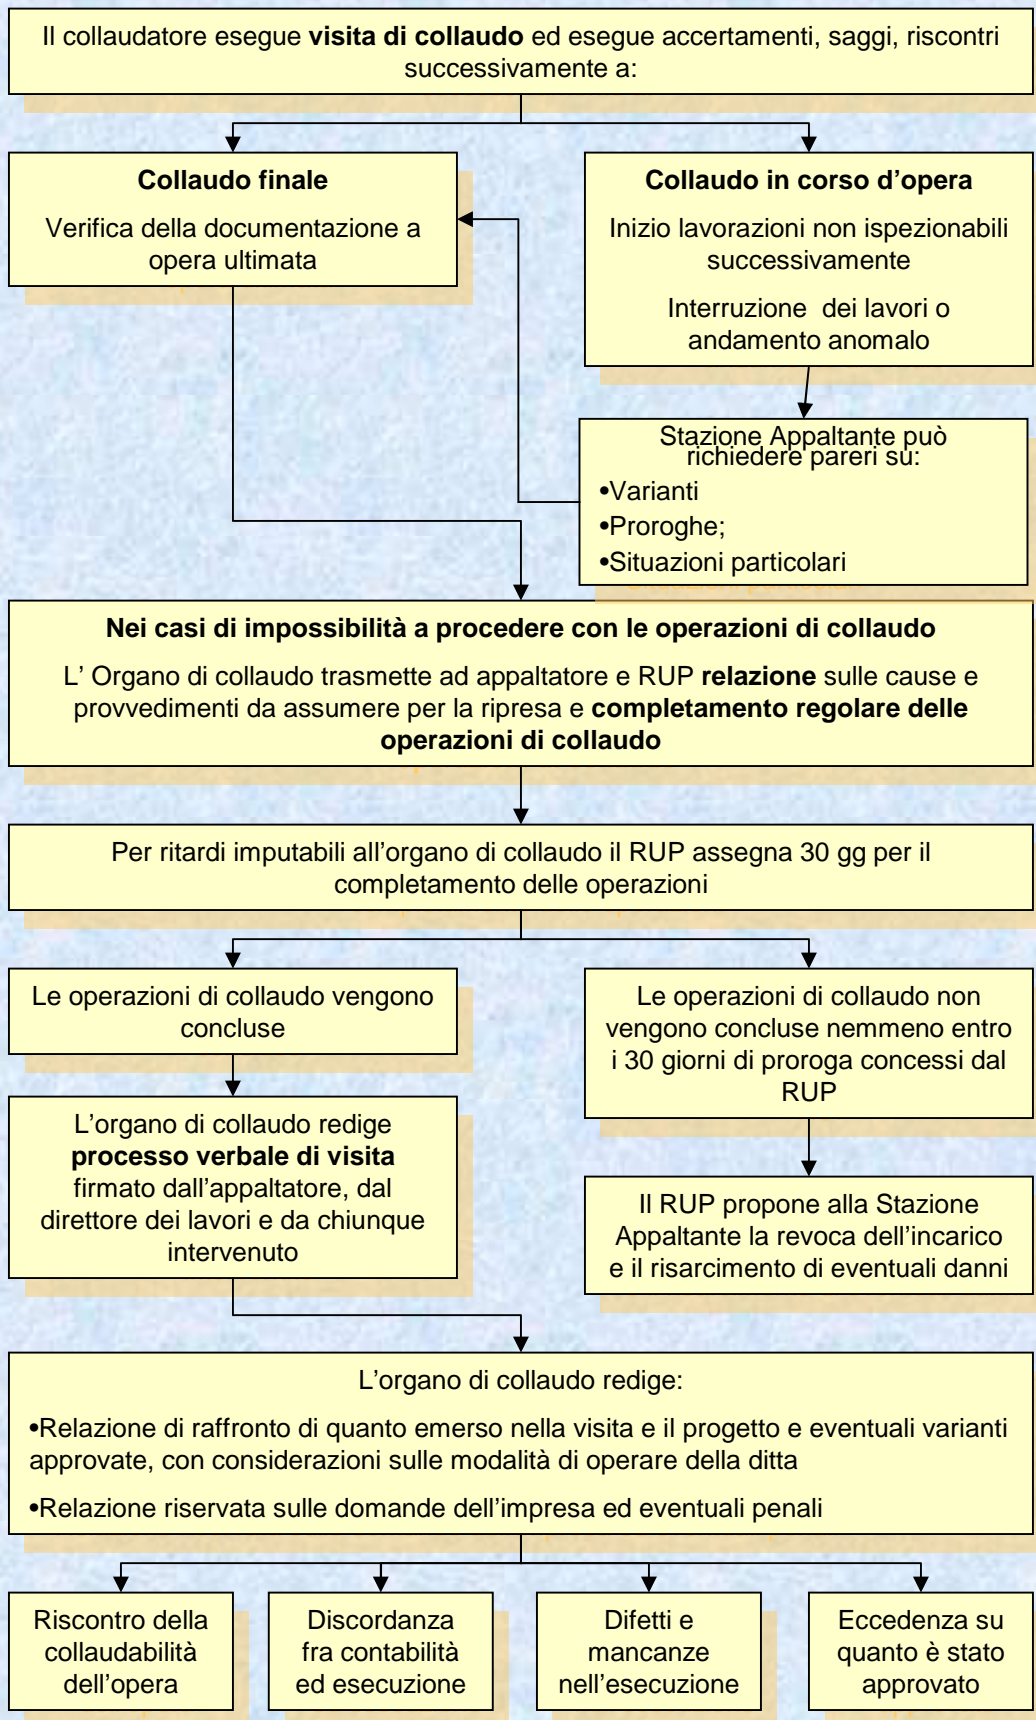 Il collaudatore esegue visita di collaudo ed esegue accertamenti, saggi, riscontri
successivamente a:
Collaudo finale
Verifica della documentazione a
opera ultimata
Collaudo in corso d’opera
Inizio lavorazioni non ispezionabili
successivamente
Interruzione dei lavori o
andamento anomalo
Stazione Appaltante può
richiedere pareri su:
•Varianti
•Proroghe;
•Situazioni particolari
Nei casi di impossibilità a procedere con le operazioni di collaudo
L’ Organo di collaudo trasmette ad appaltatore e RUP relazione sulle cause e
provvedimenti da assumere per la ripresa e completamento regolare delle
operazioni di collaudo
Per ritardi imputabili all’organo di collaudo il RUP assegna 30 gg per il
completamento delle operazioni
Le operazioni di collaudo vengono
concluse
Le operazioni di collaudo non
vengono concluse nemmeno entro
i 30 giorni di proroga concessi dal
RUP
L’organo di collaudo redige
processo verbale di visita
firmato dall’appaltatore, dal
direttore dei lavori e da chiunque
intervenuto
Il RUP propone alla Stazione
Appaltante la revoca dell’incarico
e il risarcimento di eventuali danni
L’organo di collaudo redige:
•Relazione di raffronto di quanto emerso nella visita e il progetto e eventuali varianti
approvate, con considerazioni sulle modalità di operare della ditta
•Relazione riservata sulle domande dell’impresa ed eventuali penali
Riscontro della
collaudabilità
dell’opera
Discordanza
fra contabilità
ed esecuzione
Difetti e
mancanze
nell’esecuzione
Eccedenza su
quanto è stato
approvato